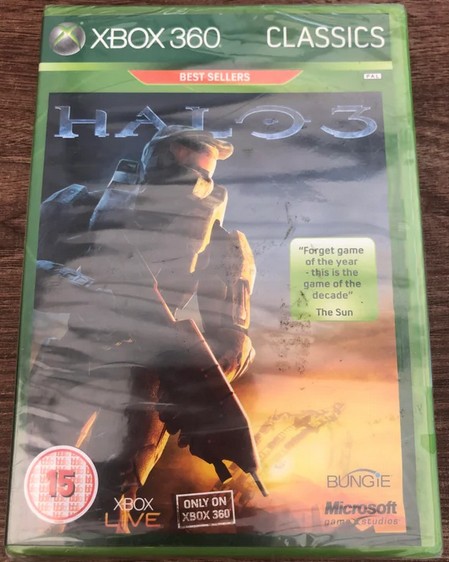 XBOX 360 CLASSICS
BEST SELLERS
PAL
HALO 3
"Forget game
of the year
- this is the
game of the
decade"
The Sun
15
XBOX
LIVE
ONLY ON
XBOX 360
BUNGIE
Microsoft
game studios